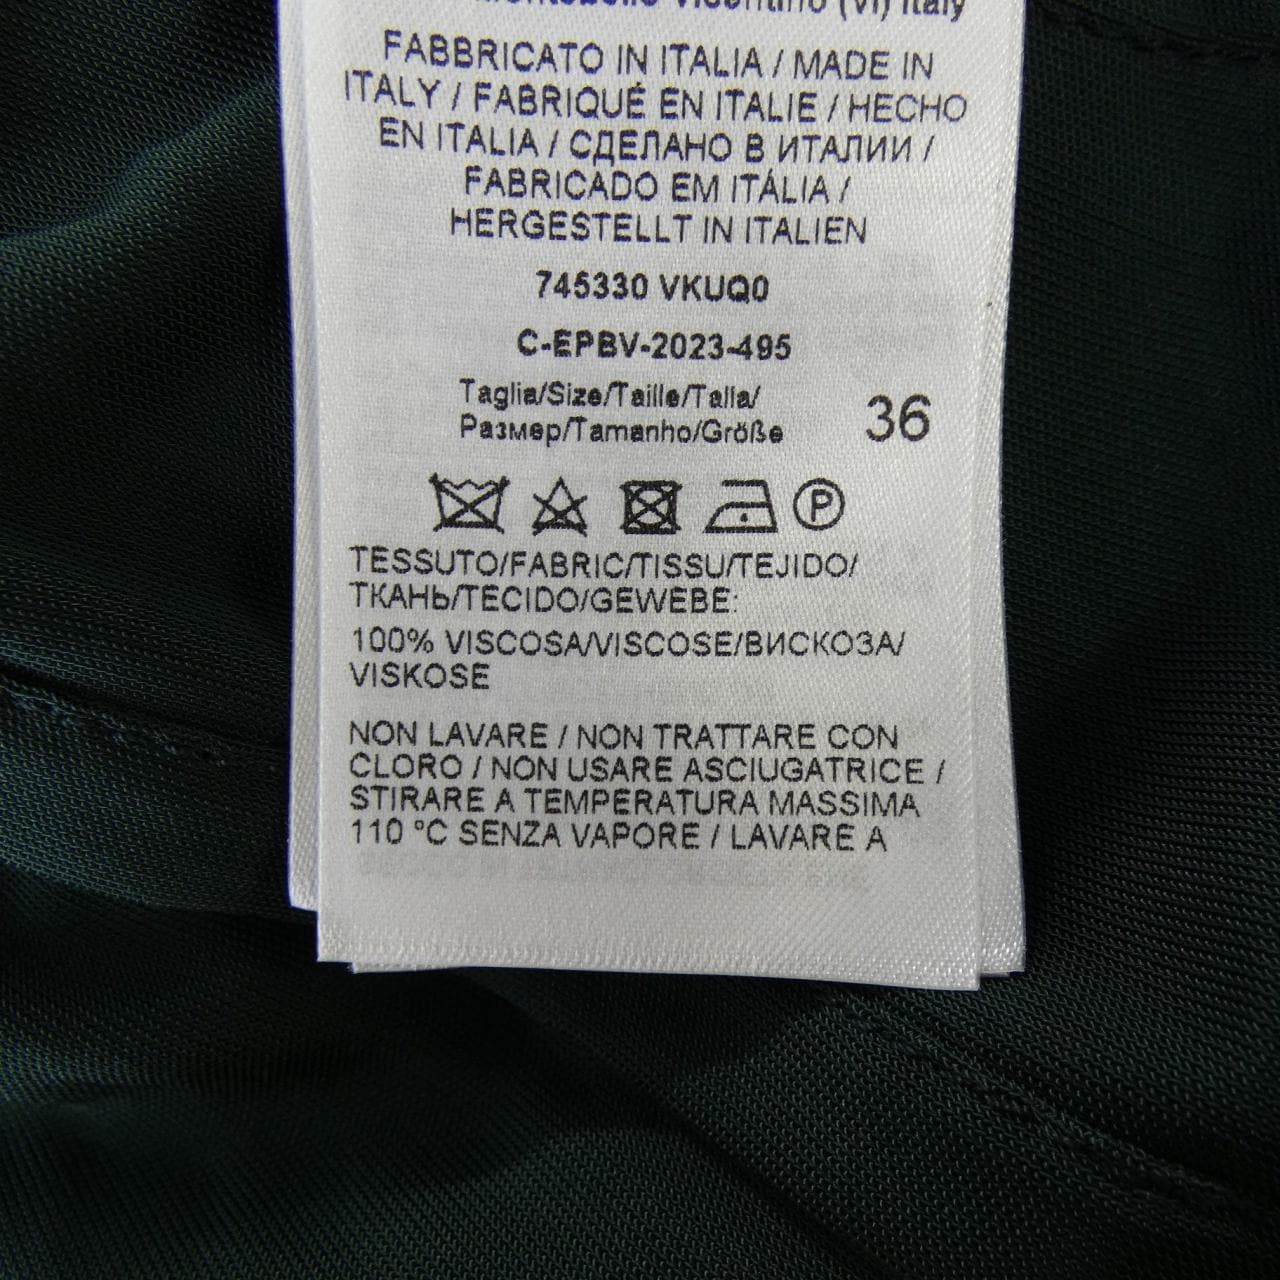 Vicentino (VI) Italy
FABBRICATO IN ITALIA / MADE IN
ITALY / FABRIQUÉ EN ITALIE / HECHO
EN ITALIA / СДЕЛАНО В ИТАЛИИ /
FABRICADO EM ITÁLIA /
HERGESTELLT IN ITALIEN
745330 VKUQ0
C-EPBV-2023-495
Taglia/Size/Taille/Talla/
Размер/Tamanho/Größe
36
P
TESSUTO/FABRIC/TISSU/TEJIDO/
ТКАНЬ/TECIDO/GEWEBE:
100% VISCOSA/VISCOSE/ВИСКОЗА/
VISKOSE
NON LAVARE / NON TRATTARE CON
CLORO / NON USARE ASCIUGATRICE /
STIRARE A TEMPERATURA MASSIMA
110 °C SENZA VAPORE / LAVARE A